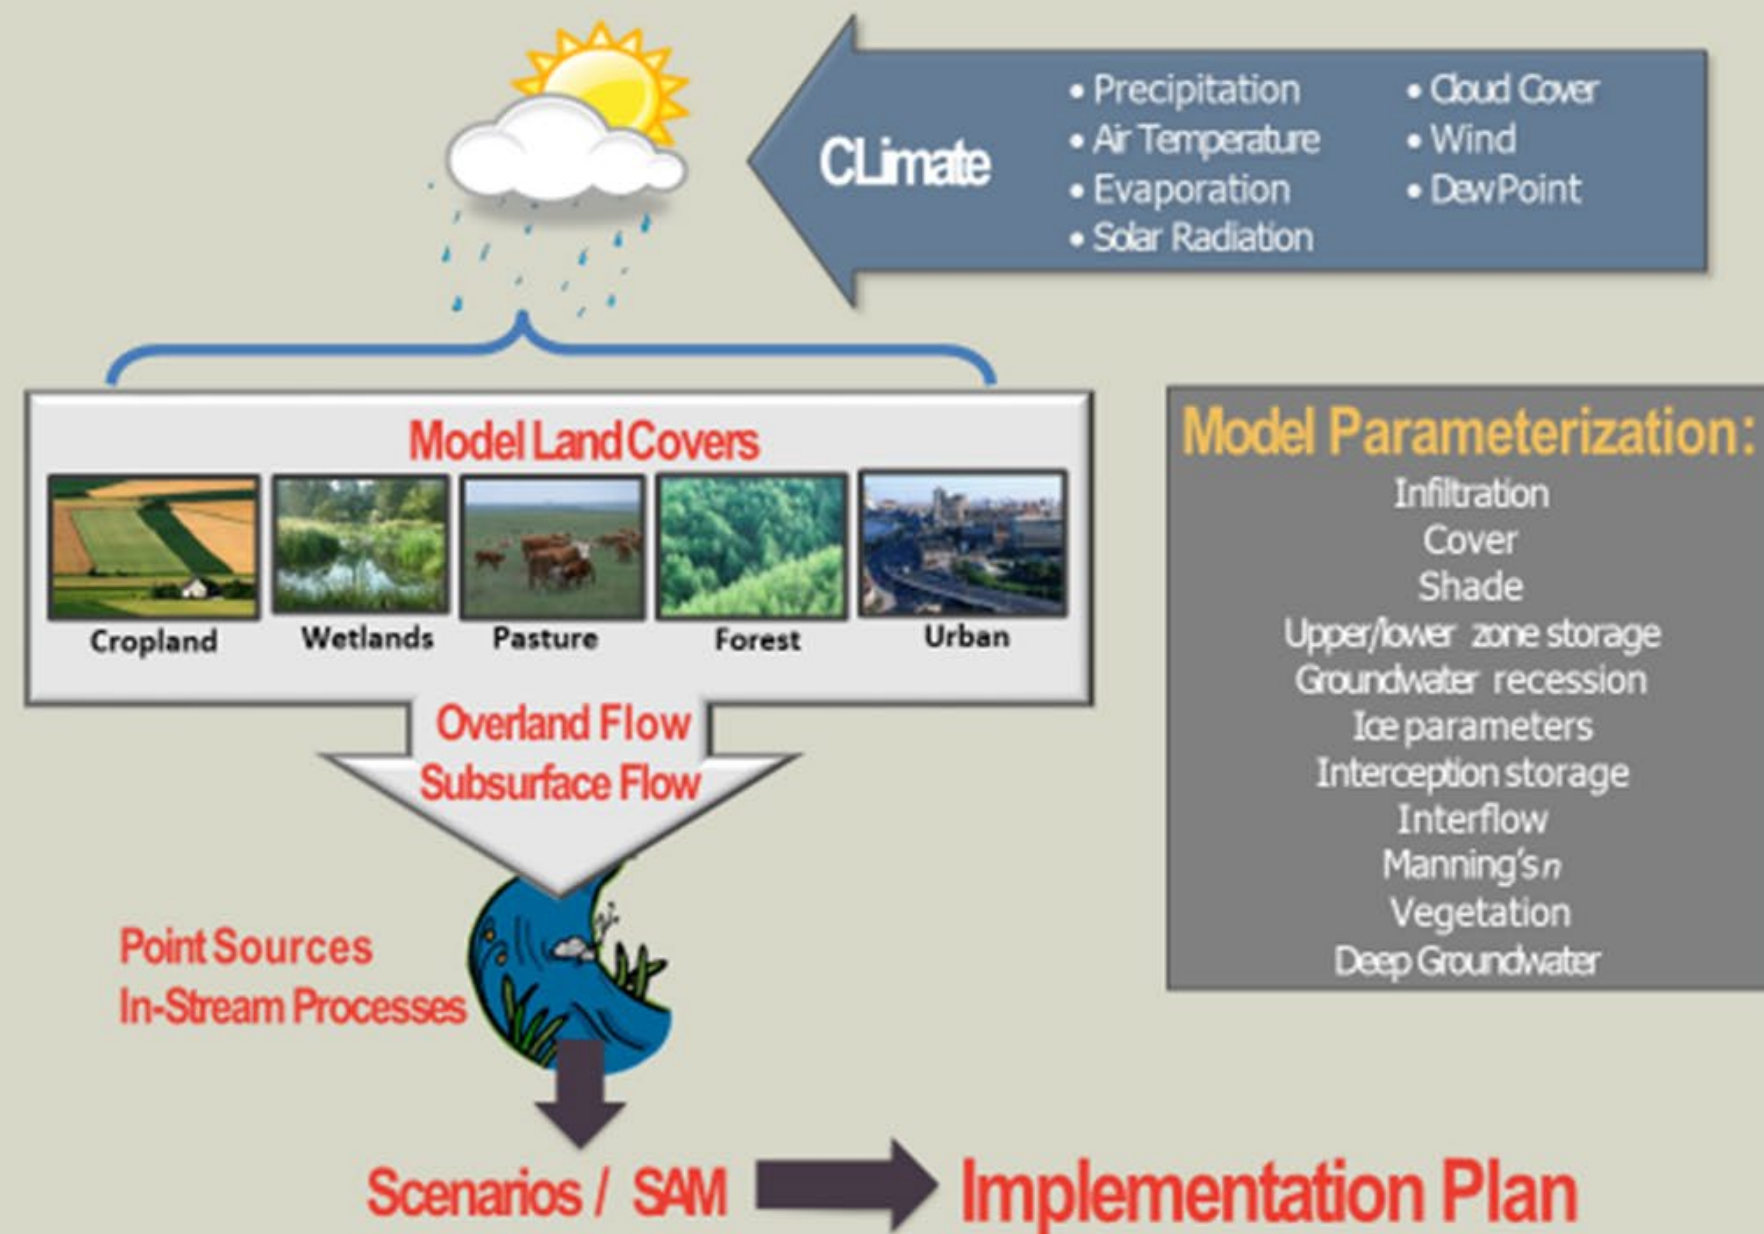 CLimate
• Precipitation
• Air Temperature
• Evaporation
• Solar Radiation
• Cloud Cover
• Wind
• Dew Point
Model Land Covers
Cropland
Wetlands
Pasture
Forest
Urban
Overland Flow
Subsurface Flow
Model Parameterization:
Infiltration
Cover
Shade
Upper/lower zone storage
Groundwater recession
Ice parameters
Interception storage
Interflow
Manning's n
Vegetation
Deep Groundwater
Point Sources
In-Stream Processes
Scenarios / SAM
Implementation Plan